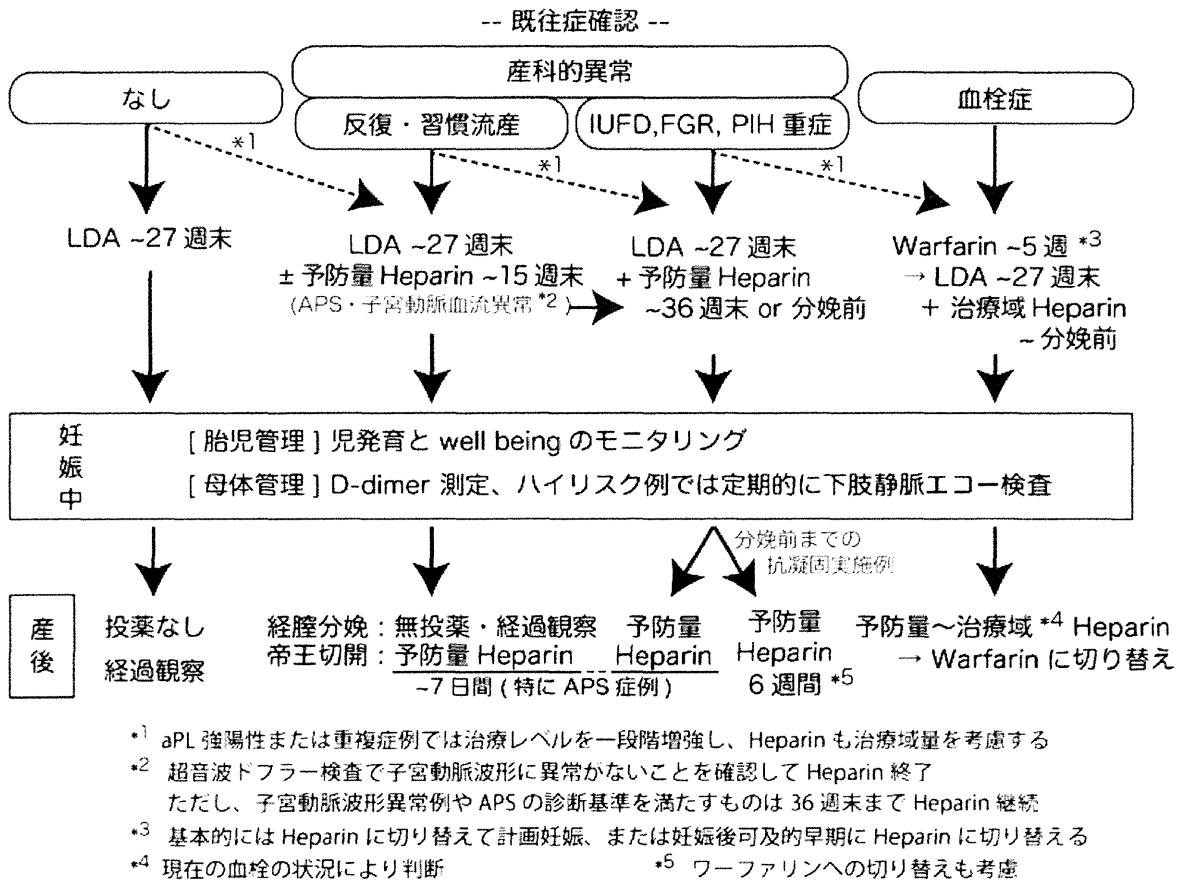 -- 既往症確認 --
産科的異常
なし
反復・習慣流産
IUFD,FGR, PIH 重症
血栓症
*1
*1
*1
LDA ~27 週末
LDA ~27 週末
± 予防量 Heparin ~15 週末
(APS・子宮動脈血流異常 *2 )
LDA ~27 週末
+ 予防量 Heparin
~36 週末 or 分娩前
Warfarin ~5 週 *3
→ LDA ~27 週末
+ 治療域 Heparin
~ 分娩前
妊娠中
[ 胎児管理 ] 児発育と well being のモニタリング
[ 母体管理 ] D-dimer 測定、ハイリスク例では定期的に下肢静脈エコー検査
分娩前までの
抗凝固実施例
産後
投薬なし
経過観察
経膣分娩 : 無投薬・経過観察
帝王切開 : 予防量 Heparin
~7 日間 ( 特に APS 症例 )
予防量
Heparin
予防量
Heparin
6 週間 *5
予防量～治療域 *4 Heparin
→ Warfarin に切り替え
*1 aPL 強陽性または重複症例では治療レベルを一段階増強し、Heparin も治療域量を考慮する
*2 超音波ドフラー検査で子宮動脈波形に異常がないことを確認して Heparin 終了
ただし、子宮動脈波形異常例や APS の診断基準を満たすものは 36 週末まで Heparin 継続
*3 基本的には Heparin に切り替えて計画妊娠、または妊娠後可及的早期に Heparin に切り替える
*4 現在の血栓の状況により判断
*5 ワーファリンへの切り替えも考慮